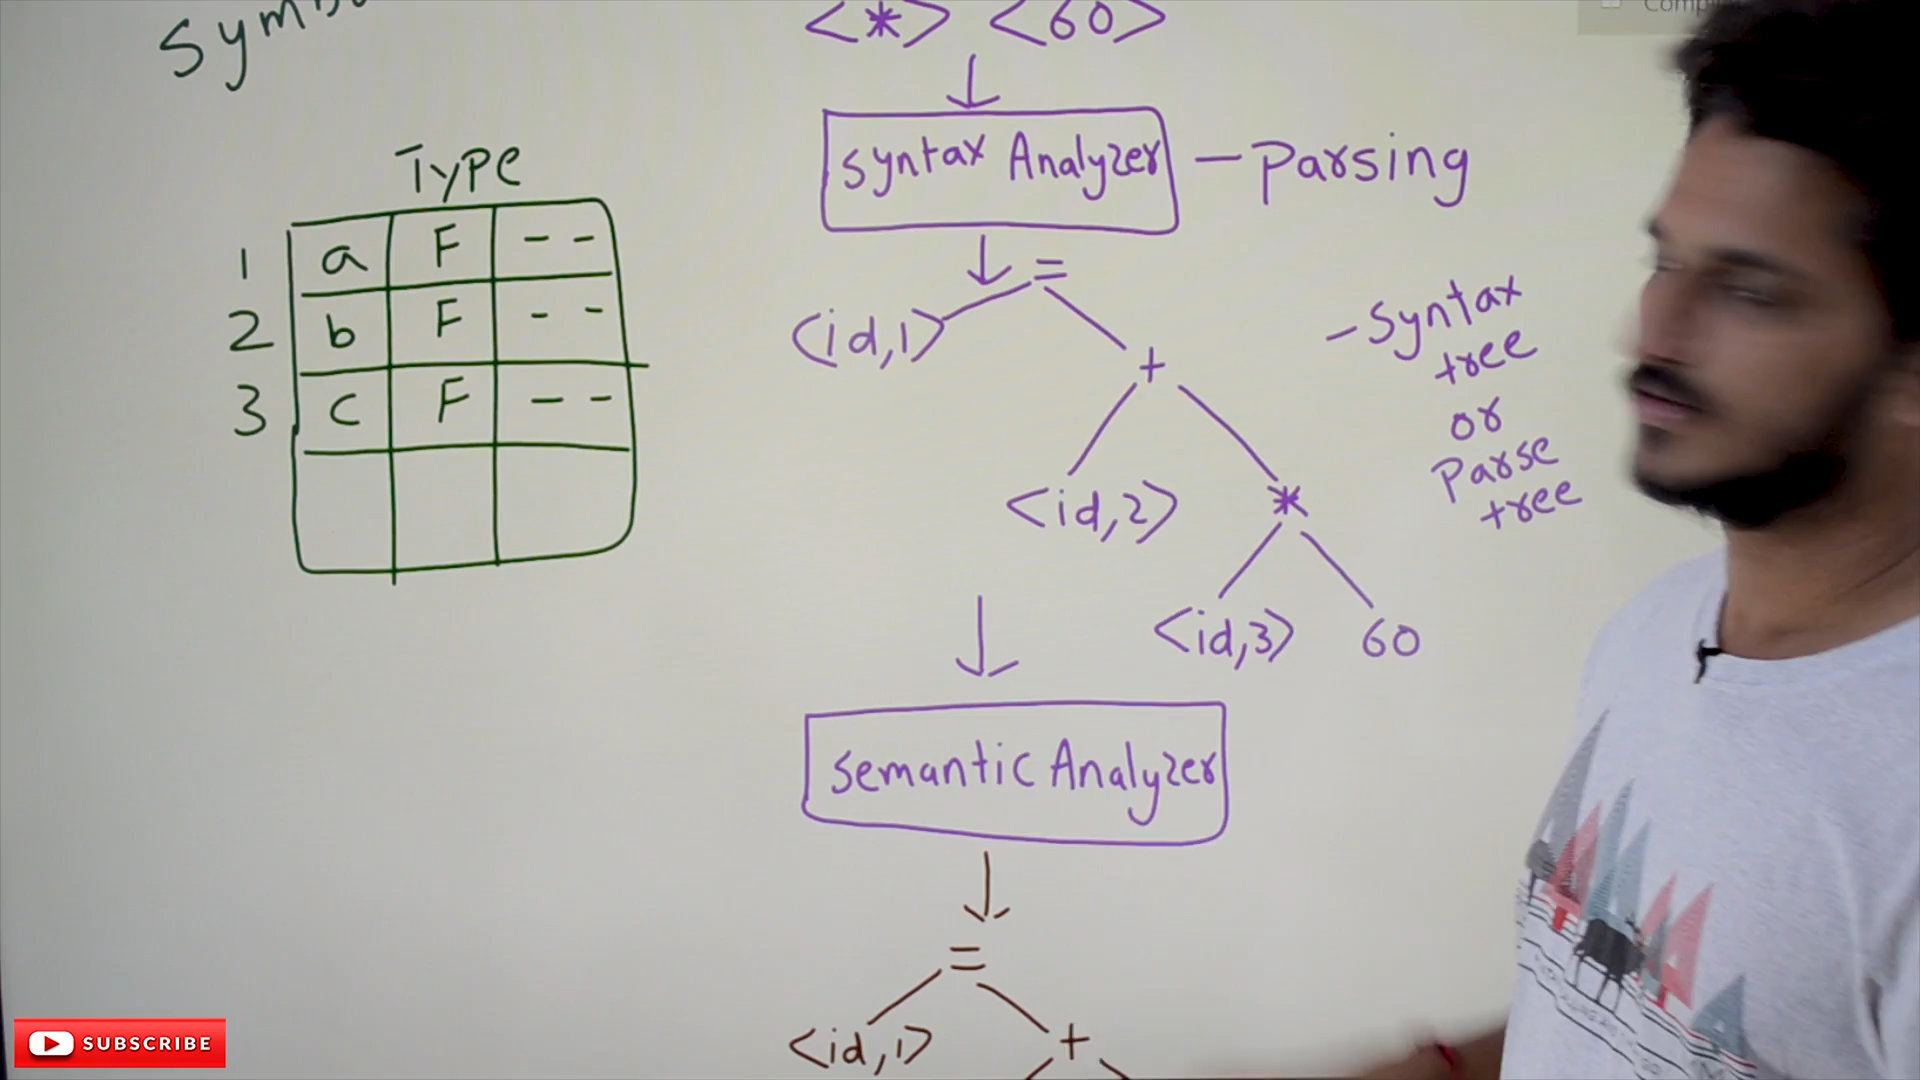 <*> <60>
Syntax Analyzer - Parsing
Type
1 a F - -
2 b F - -
3 c F - -
=
<id,1>
+
<id,2>
*
<id,3> 60
- Syntax
tree
or
Parse
tree
Semantic Analyzer
=
<id,1>
+
SUBSCRIBE